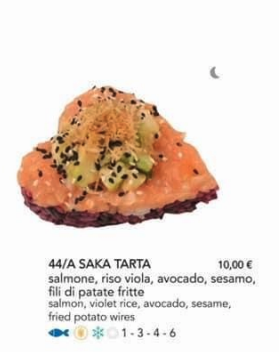 44/A SAKA TARTA 10,00 €
salmone, riso viola, avocado, sesamo,
fili di patate fritte
salmon, violet rice, avocado, sesame,
fried potato wires
1-3-4-6